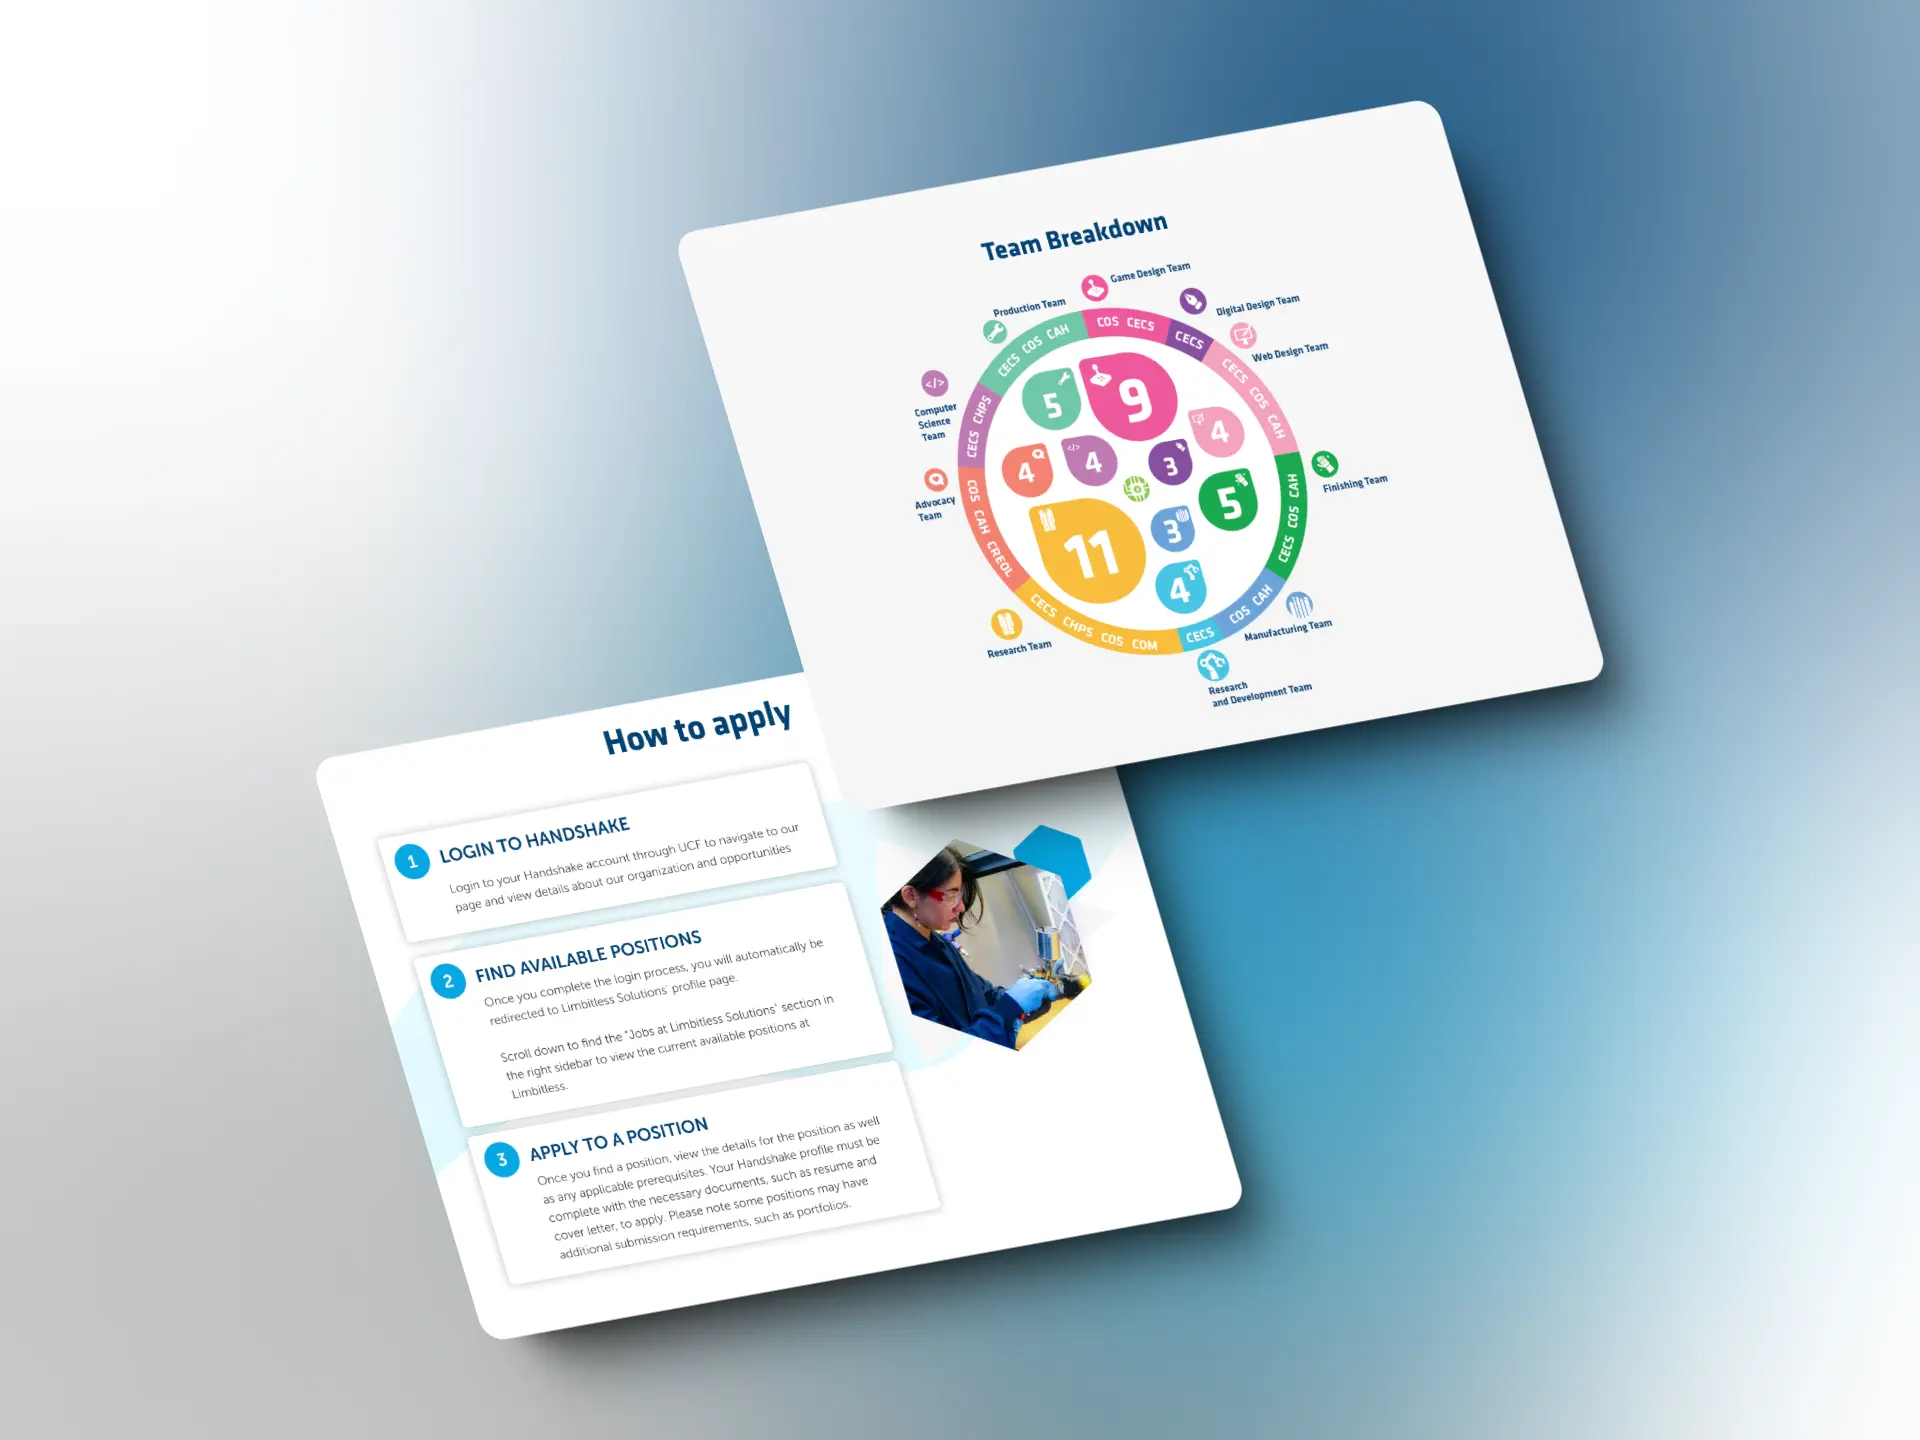 Team Breakdown
Game Design Team
Production Team
Digital Design Team
Web Design Team
Computer
Science
Team
Advocacy
Team
Finishing Team
Research Team
Manufacturing Team
Research
and Development Team
CECS COS CAH
COS CECS
CECS
CECS COS CAH
CECS COS CAH
COS CAH
CECS
CECS CHPS COS COM
COS CAH CREOL
CECS CHPS
</>
5
9
4
4
</>
4
3
5
11
3
4
How to apply
1
LOGIN TO HANDSHAKE
Login to your Handshake account through UCF to navigate to our
page and view details about our organization and opportunities
2
FIND AVAILABLE POSITIONS
Once you complete the login process, you will automatically be
redirected to Limbitless Solutions' profile page.
Scroll down to find the "Jobs at Limbitless Solutions" section in
the right sidebar to view the current available positions at
Limbitless.
3
APPLY TO A POSITION
Once you find a position, view the details for the position as well
as any applicable prerequisites. Your Handshake profile must be
complete with the necessary documents, such as resume and
cover letter, to apply. Please note some positions may have
additional submission requirements, such as portfolios.